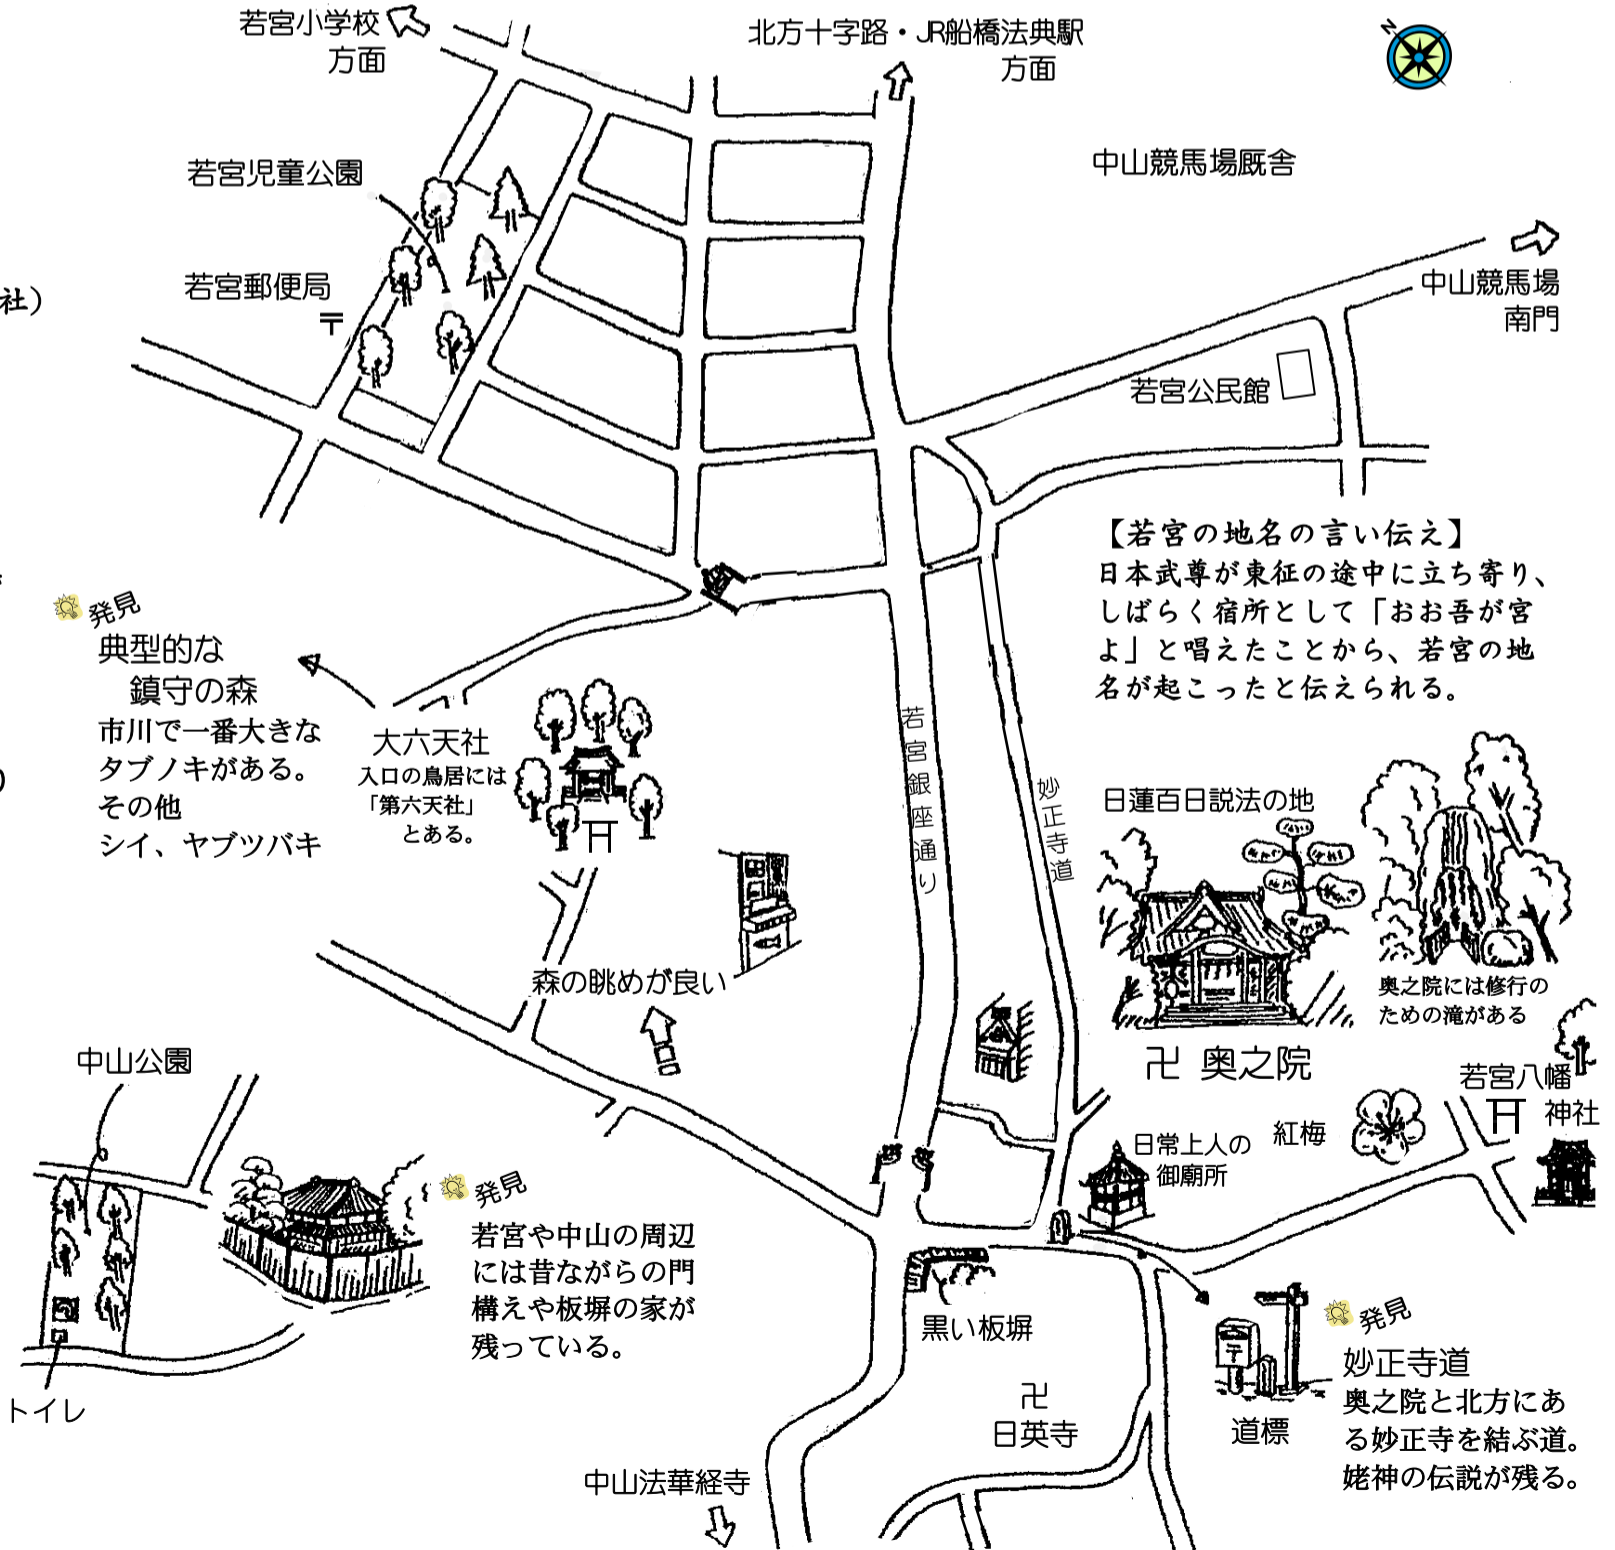 若宮小学校
方面
北方十字路・JR船橋法典駅
方面
N
中山競馬場厩舎
若宮児童公園
若宮郵便局
〒
社）
中山競馬場
南門
若宮公民館
【若宮の地名の言い伝え】
日本武尊が東征の途中に立ち寄り、
しばらく宿所として「おお吾が宮
よ」と唱えたことから、若宮の地
名が起こったと伝えられる。
発見
典型的な
鎮守の森
市川で一番大きな
タブノキがある。
その他
シイ、ヤブツバキ
大六天社
入口の鳥居には
「第六天社」
とある。
若宮銀座通り
妙正寺道
日蓮百日説法の地
奥之院には修行の
ための滝がある
卍 奥之院
森の眺めが良い
中山公園
若宮八幡
神社
紅梅
日常上人の
御廟所
発見
若宮や中山の周辺
には昔ながらの門
構えや板塀の家が
残っている。
黒い板塀
卍
日英寺
〒
道標
発見
妙正寺道
奥之院と北方にあ
る妙正寺を結ぶ道。
姥神の伝説が残る。
トイレ
中山法華経寺